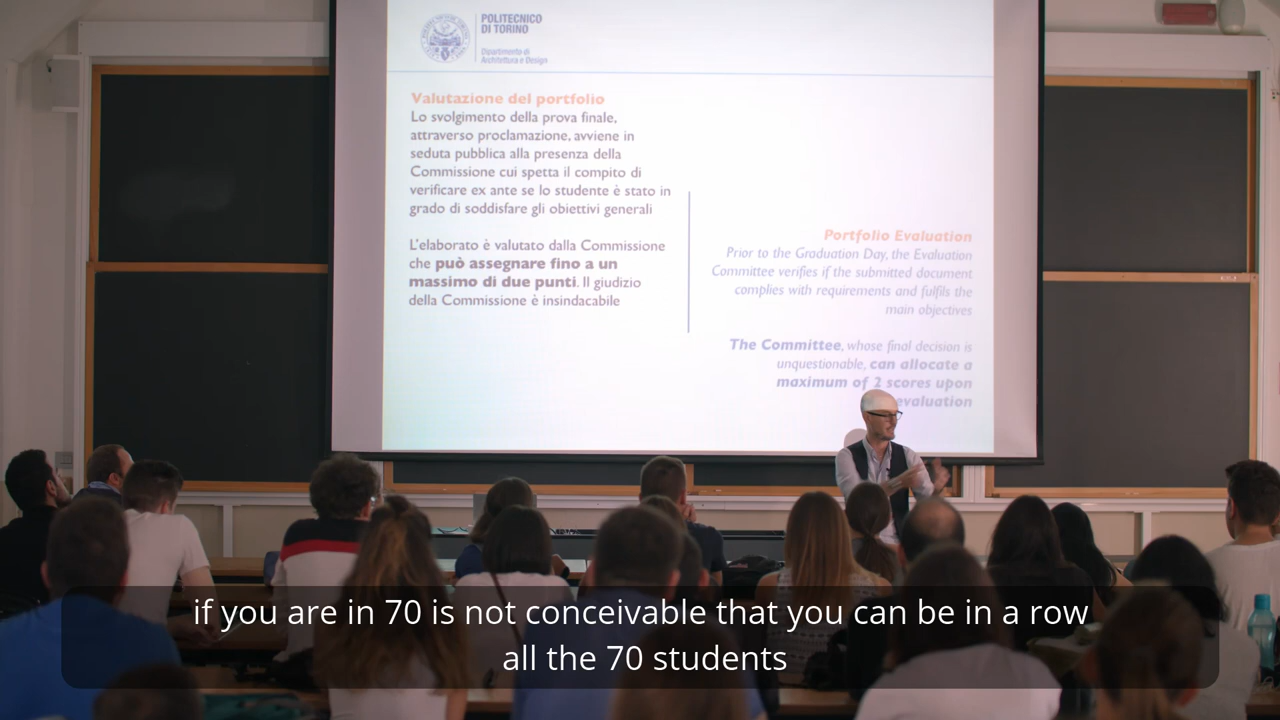 POLITECNICO
DI TORINO
Dipartimento di
Architettura e Design
Valutazione del portfolio
Lo svolgimento della prova finale,
attraverso proclamazione, avviene in
seduta pubblica alla presenza della
Commissione cui spetta il compito di
verificare ex ante se lo studente è stato in
grado di soddisfare gli obiettivi generali
L'elaborato è valutato dalla Commissione
che può assegnare fino a un
massimo di due punti. Il giudizio
della Commissione è insindacabile
Portfolio Evaluation
Prior to the Graduation Day, the Evaluation
Committee verifies if the submitted document
complies with requirements and fulfils the
main objectives
The Committee, whose final decision is
unquestionable, can allocate a
maximum of 2 scores upon
evaluation
if you are in 70 is not conceivable that you can be in a row
all the 70 students